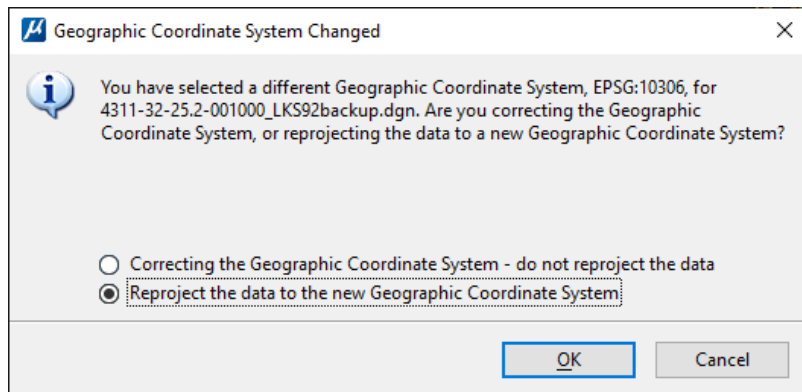 Geographic Coordinate System Changed
You have selected a different Geographic Coordinate System, EPSG:10306, for
4311-32-25.2-001000_LKS92backup.dgn. Are you correcting the Geographic
Coordinate System, or reprojecting the data to a new Geographic Coordinate System?
Correcting the Geographic Coordinate System - do not reproject the data
Reproject the data to the new Geographic Coordinate System
OK
Cancel